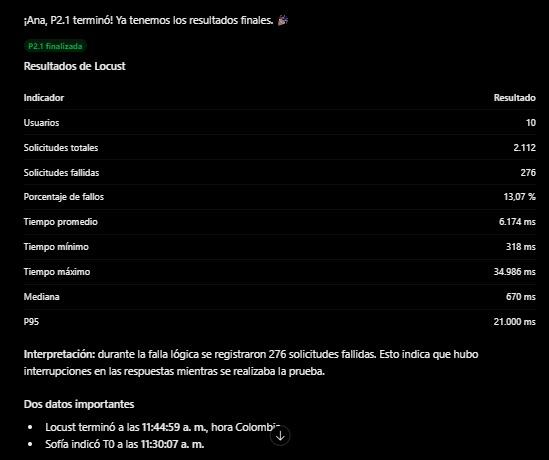 ¡Ana, P2.1 terminó! Ya tenemos los resultados finales. 🎉
P2.1 finalizada
Resultados de Locust
Indicador Resultado
Usuarios 10
Solicitudes totales 2.112
Solicitudes fallidas 276
Porcentaje de fallos 13,07 %
Tiempo promedio 6.174 ms
Tiempo mínimo 318 ms
Tiempo máximo 34.986 ms
Mediana 670 ms
P95 21.000 ms
Interpretación: durante la falla lógica se registraron 276 solicitudes fallidas. Esto indica que hubo
interrupciones en las respuestas mientras se realizaba la prueba.
Dos datos importantes
• Locust terminó a las 11:44:59 a. m., hora Colombia
• Sofía indicó T0 a las 11:30:07 a. m.